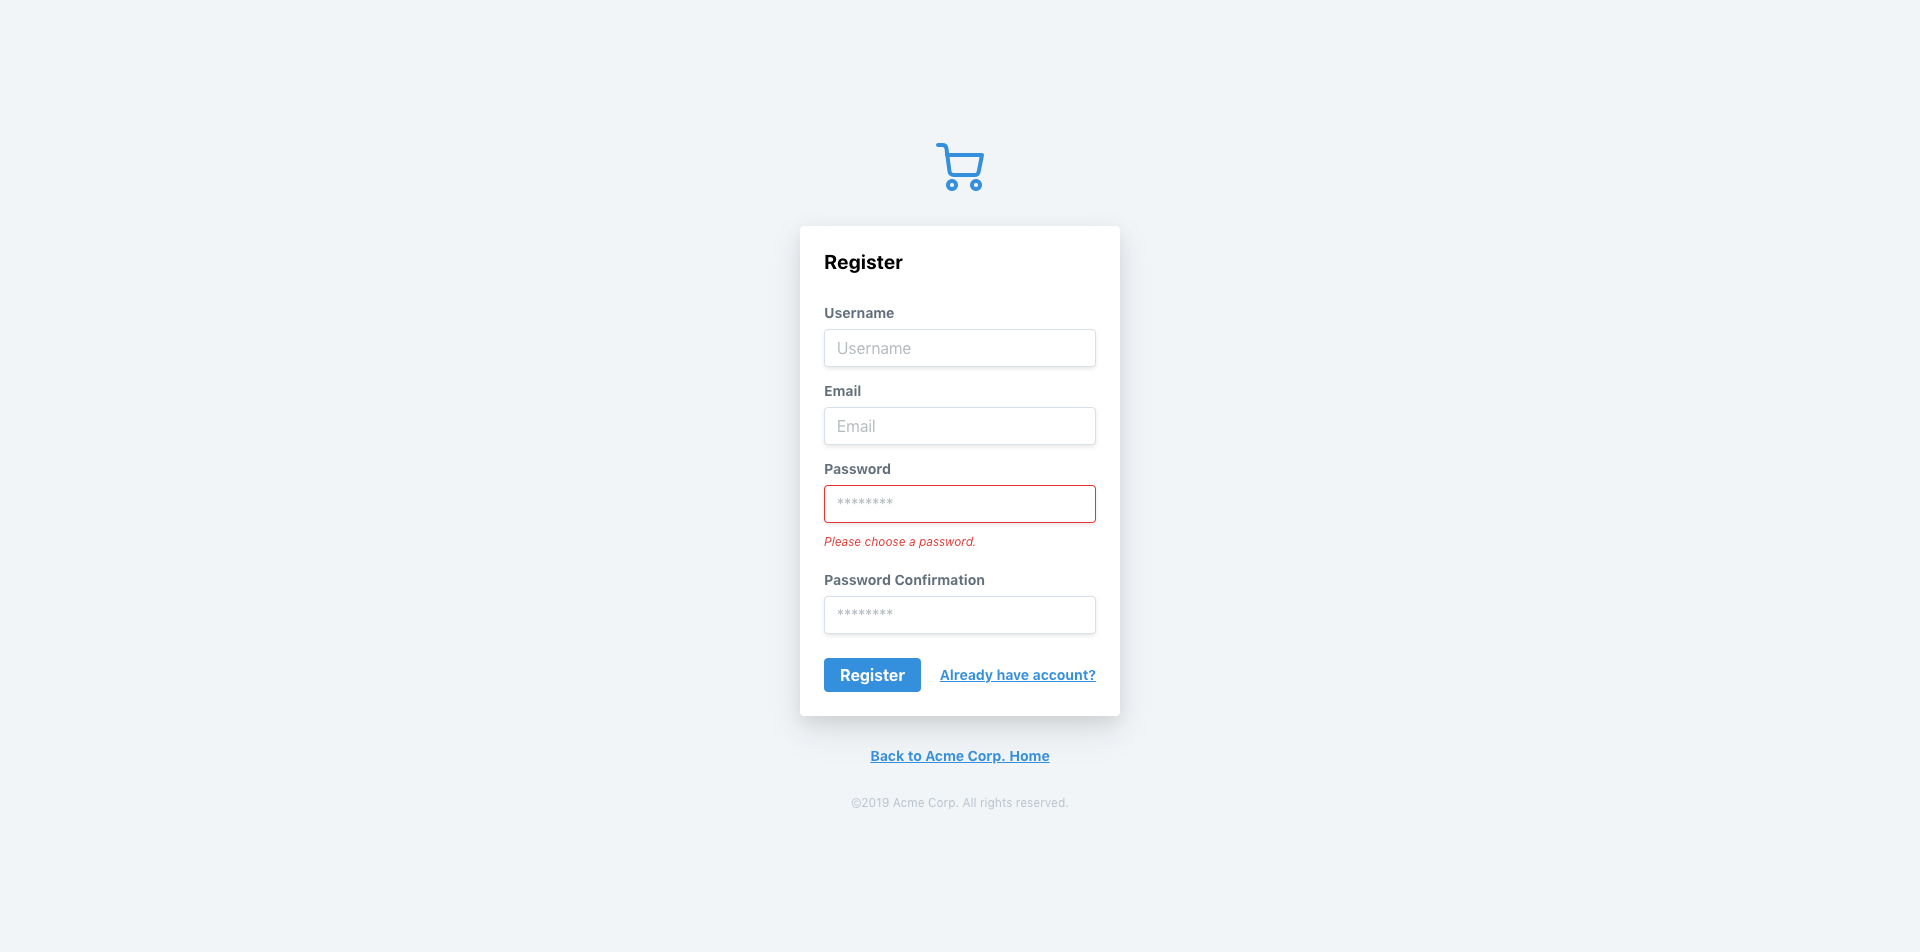 Register
Username
Username
Email
Email
Password
********
Please choose a password.
Password Confirmation
********
Register Already have account?
Back to Acme Corp. Home
©2019 Acme Corp. All rights reserved.